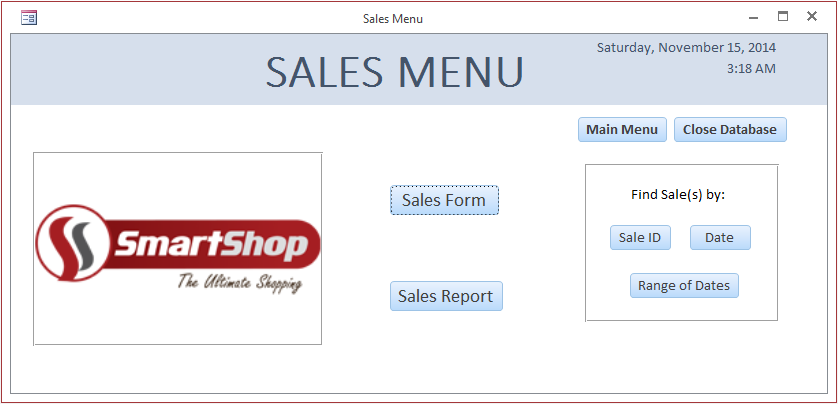 Sales Menu
SALES MENU
Saturday, November 15, 2014
3:18 AM
Main Menu
Close Database
SmartShop
The Ultimate Shopping
Sales Form
Sales Report
Find Sale(s) by:
Sale ID
Date
Range of Dates